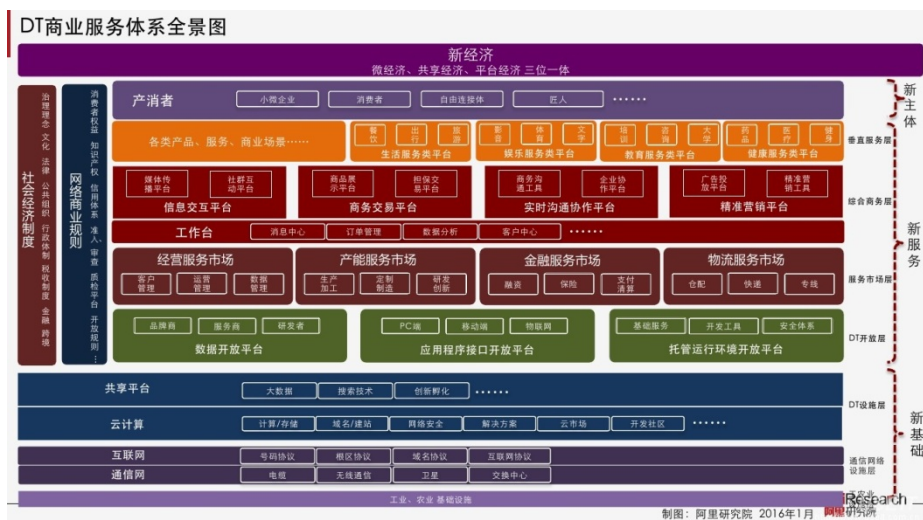 DT商业服务体系全景图
新经济
微经济、共享经济、平台经济 三位一体
社会经济制度
治理理念 文化 法律 公共组织 行政体制 税收制度 金融 跨境
网络商业规则
消费者权益 知识产权 信用体系 准入、审查 质检平台 开放规则…
产消者
小微企业 消费者 自由连接体 匠人 ……
新主体
各类产品、服务、商业场景……
餐饮 出行 旅游
生活服务类平台
影音 体育 文字
娱乐服务类平台
培训 咨询 大学
教育服务类平台
药品 医疗 健身
健康服务类平台
垂直服务层
媒体传播平台 社群互动平台
信息交互平台
商品展示平台 担保交易平台
商务交易平台
商务沟通工具 企业协作平台
实时沟通协作平台
广告投放平台 精准营销工具
精准营销平台
综合商务层
工作台 消息中心 订单管理 数据分析 客户中心 ……
新服务
经营服务市场
客户管理 运营管理 数据管理
产能服务市场
生产加工 定制制造 研发创新
金融服务市场
融资 保险 支付清算
物流服务市场
仓配 快递 专线
服务市场层
品牌商 服务商 研发者
数据开放平台
PC端 移动端 物联网
应用程序接口开放平台
基础服务 开发工具 安全体系
托管运行环境开放平台
DT开放层
共享平台 大数据 搜索技术 创新孵化 ……
DT设施层
云计算 计算/存储 域名/建站 网络安全 解决方案 云市场 开发社区 ……
新基础
互联网 号码协议 根区协议 域名协议 互联网协议
通信网 电缆 无线通信 卫星 交换中心
通信网络设施层
工业、农业 基础设施
工农业
iResearch
制图：阿里研究院 2016年1月